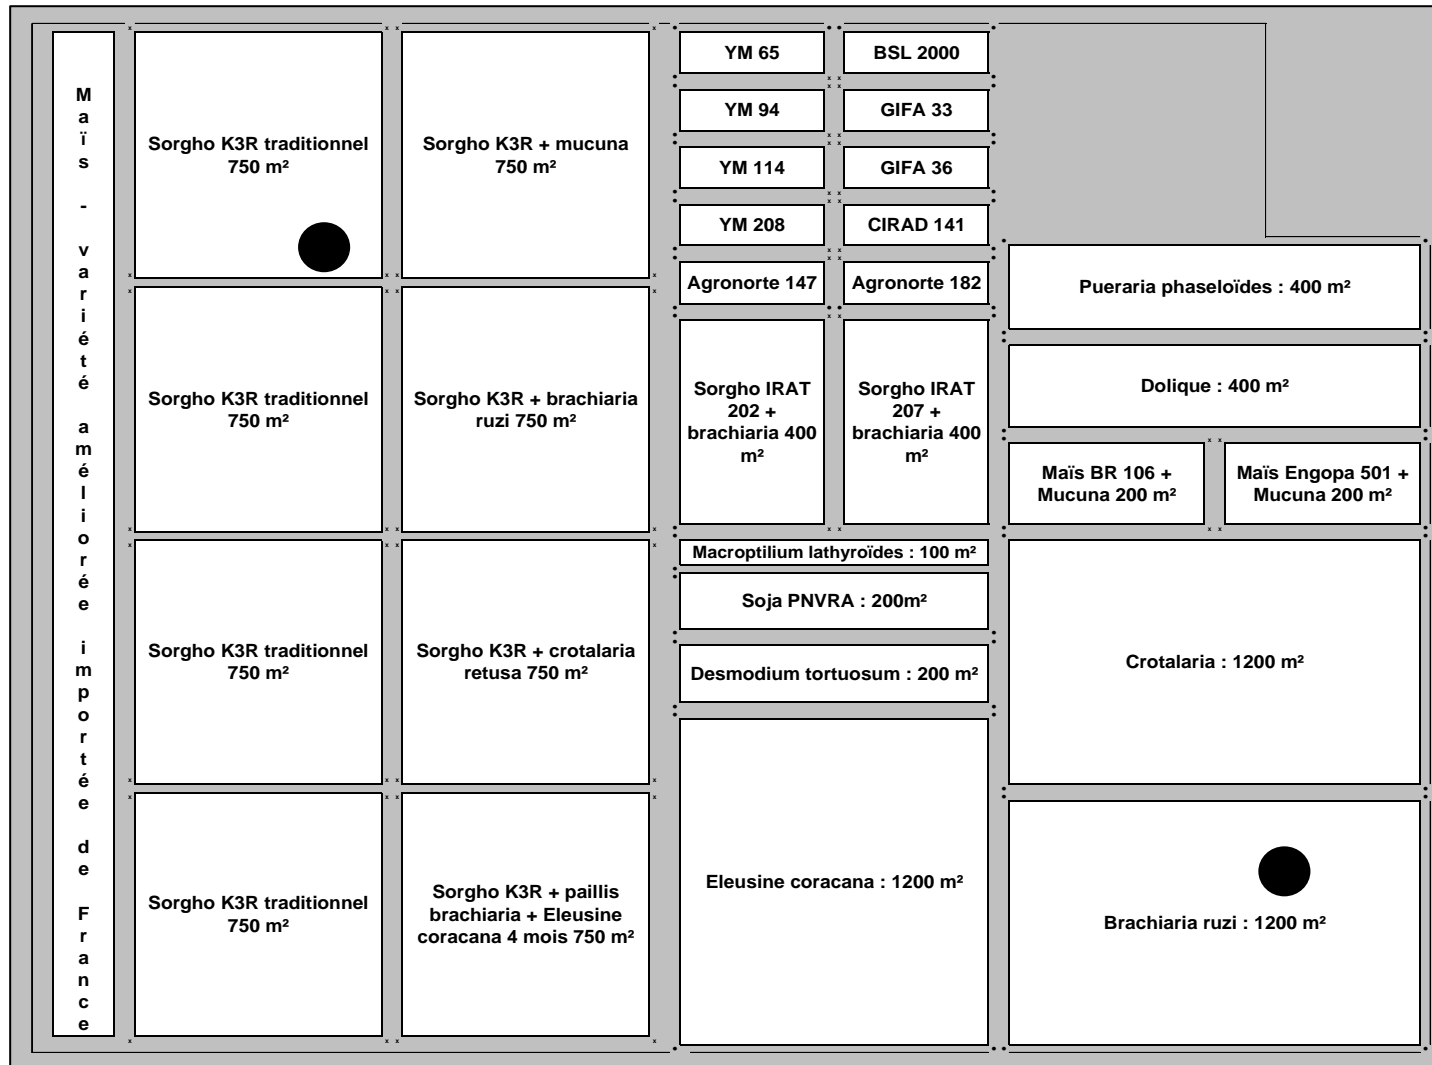 Maïs - variété améliorée importée de France
Sorgho K3R traditionnel
750 m²
Sorgho K3R + mucuna
750 m²
Sorgho K3R traditionnel
750 m²
Sorgho K3R + brachiaria
ruzi 750 m²
Sorgho K3R traditionnel
750 m²
Sorgho K3R + crotalaria
retusa 750 m²
Sorgho K3R traditionnel
750 m²
Sorgho K3R + paillis
brachiaria + Eleusine
coracana 4 mois 750 m²
YM 65
BSL 2000
YM 94
GIFA 33
YM 114
GIFA 36
YM 208
CIRAD 141
Agronorte 147
Agronorte 182
Sorgho IRAT
202 +
brachiaria 400
m²
Sorgho IRAT
207 +
brachiaria 400
m²
Macroptilium lathyroïdes : 100 m²
Soja PNVRA : 200m²
Desmodium tortuosum : 200 m²
Eleusine coracana : 1200 m²
Pueraria phaseloïdes : 400 m²
Dolique : 400 m²
Maïs BR 106 +
Mucuna 200 m²
Maïs Engopa 501 +
Mucuna 200 m²
Crotalaria : 1200 m²
Brachiaria ruzi : 1200 m²